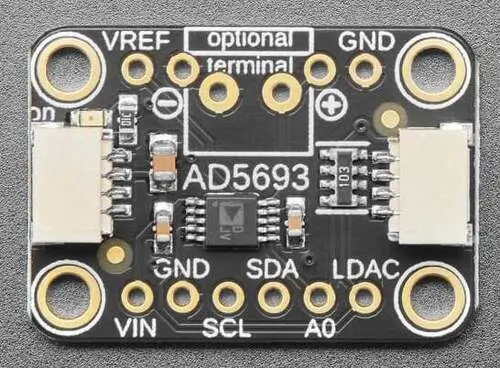 VREF
optional
terminal
GND
on
AD5693
103
GND
SDA
LDAC
VIN
SCL
A0